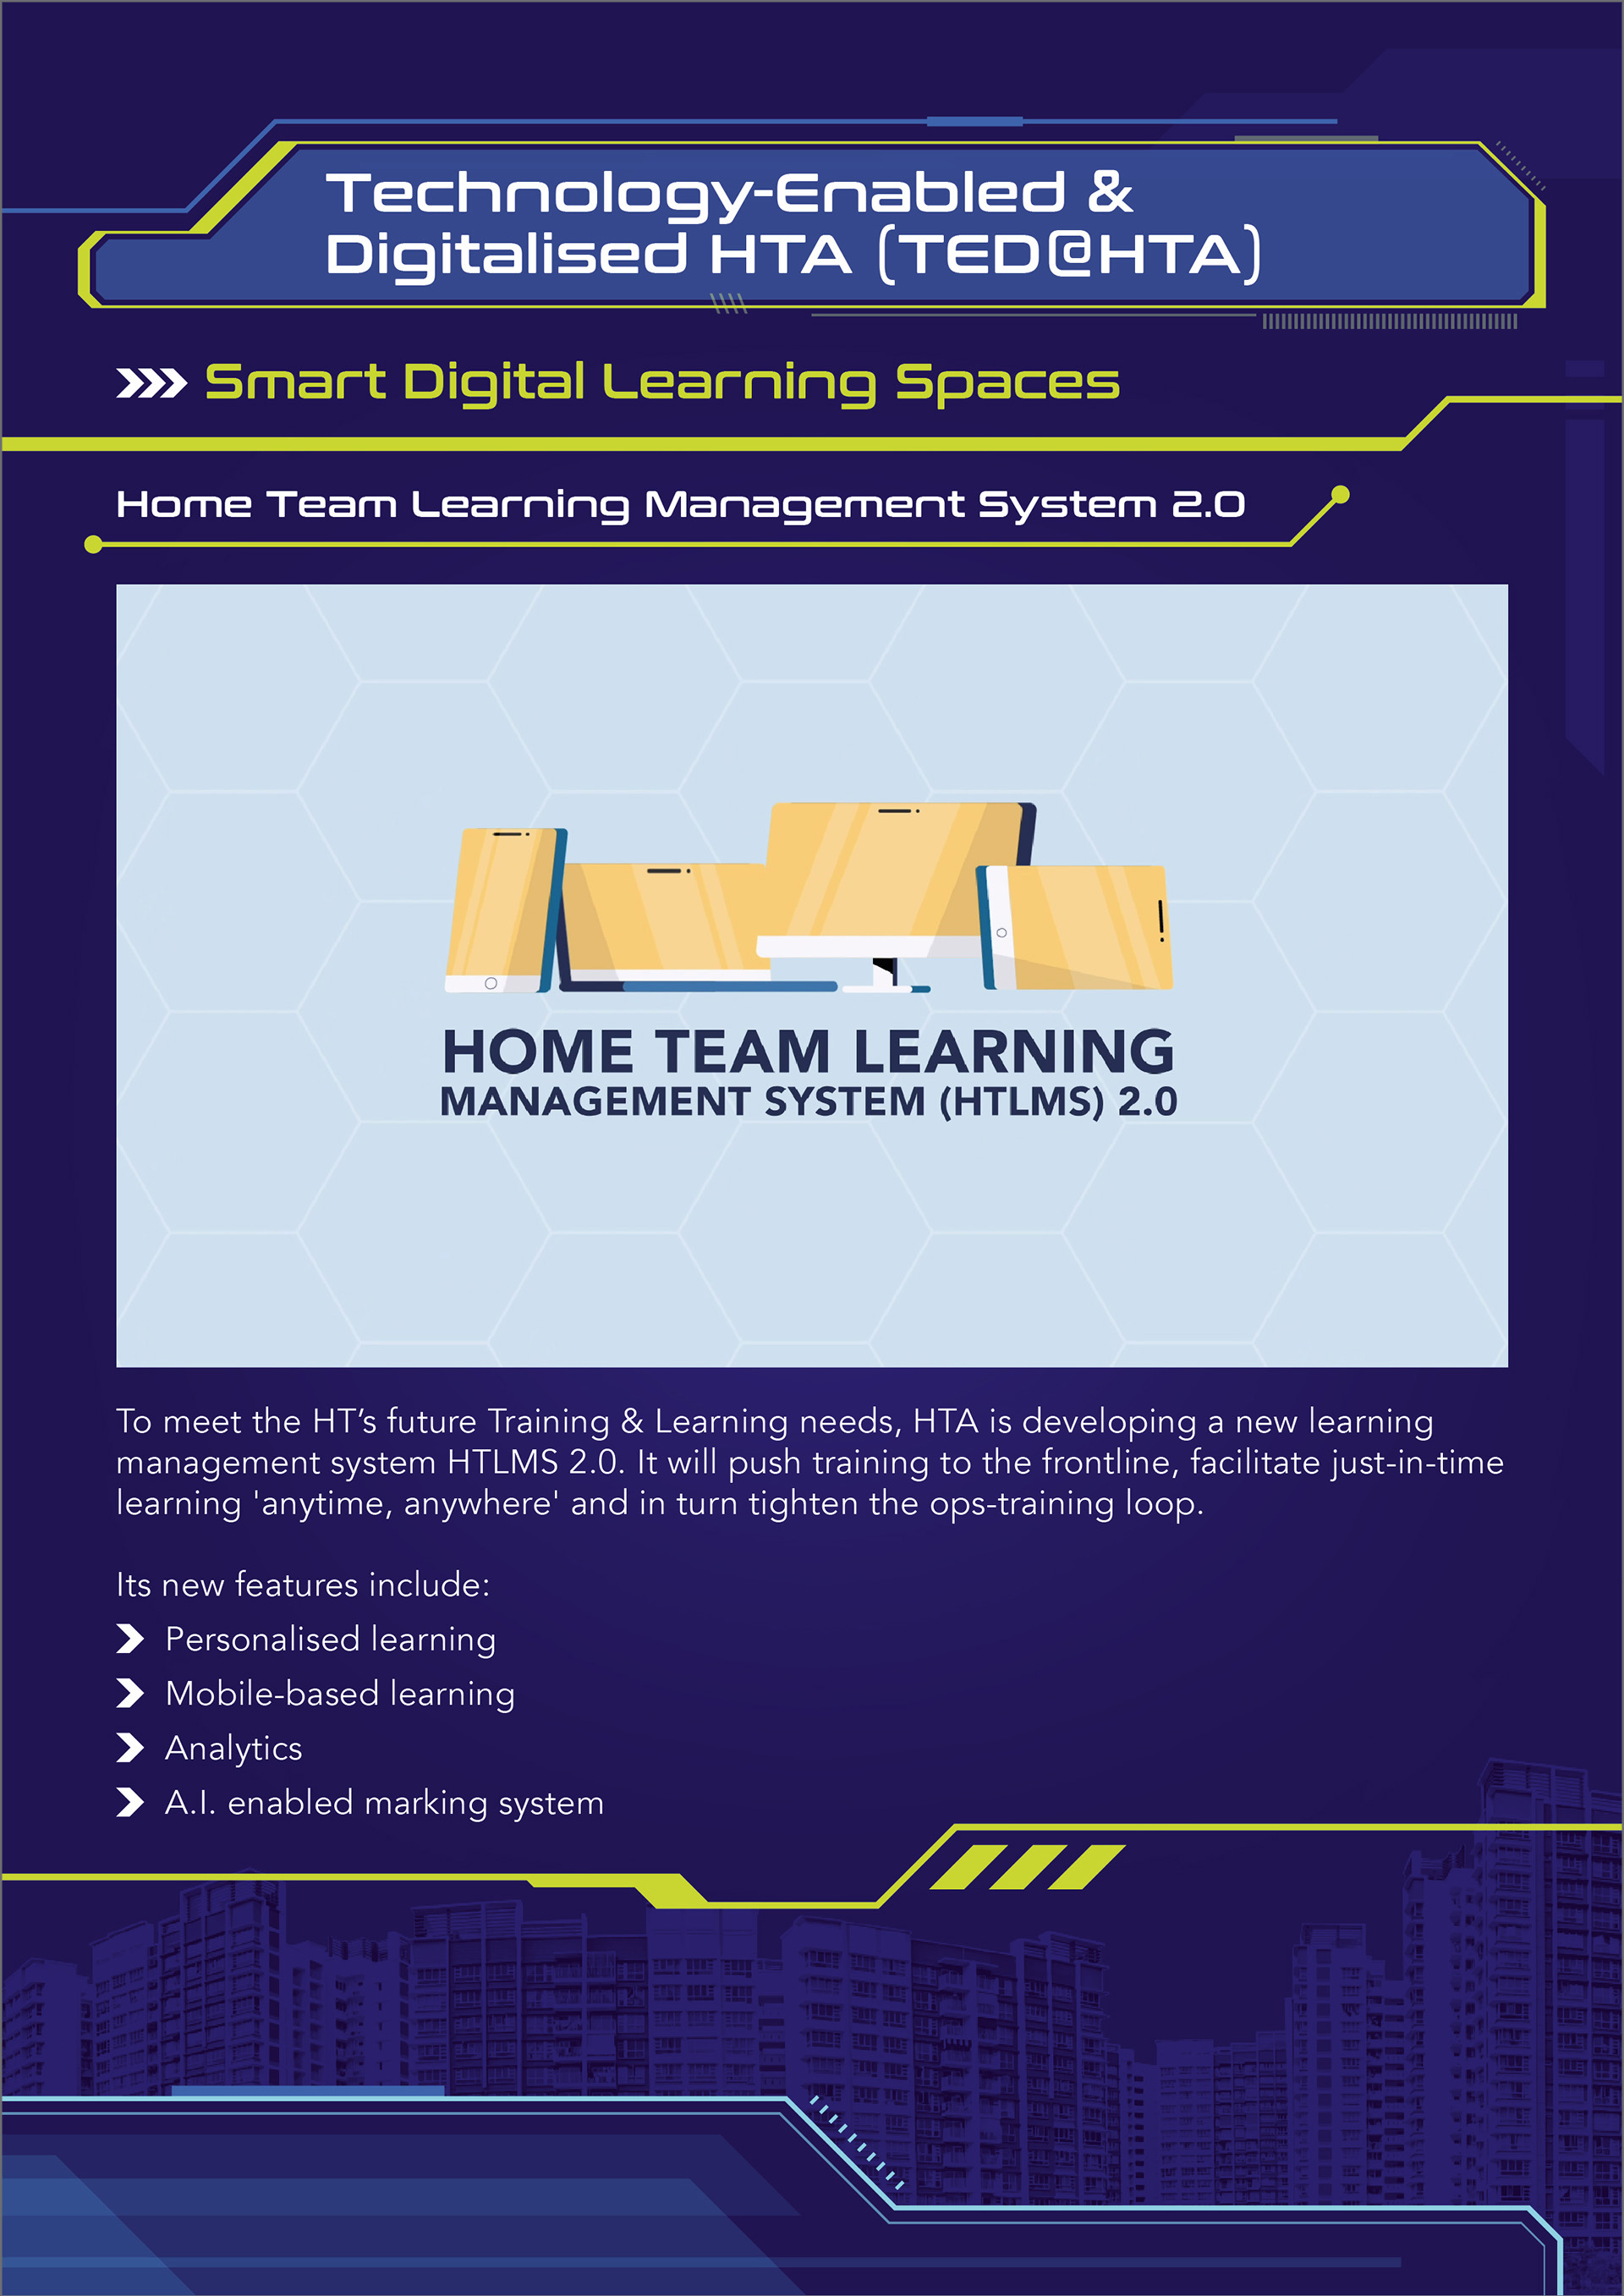 Technology-Enabled &
Digitalised HTA (TED@HTA)
Smart Digital Learning Spaces
Home Team Learning Management System 2.0
HOME TEAM LEARNING
MANAGEMENT SYSTEM (HTLMS) 2.0
To meet the HT’s future Training & Learning needs, HTA is developing a new learning
management system HTLMS 2.0. It will push training to the frontline, facilitate just-in-time
learning 'anytime, anywhere' and in turn tighten the ops-training loop.
Its new features include:
Personalised learning
Mobile-based learning
Analytics
A.I. enabled marking system